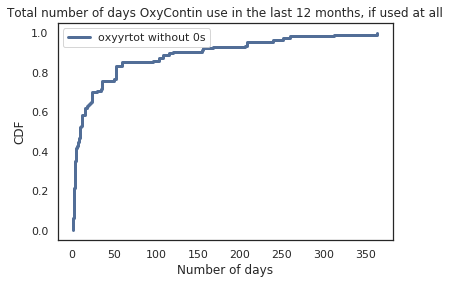 Total number of days OxyContin use in the last 12 months, if used at all
oxyyrtot without 0s
1.0
0.8
0.6
0.4
0.2
0.0
CDF
0 50 100 150 200 250 300 350
Number of days